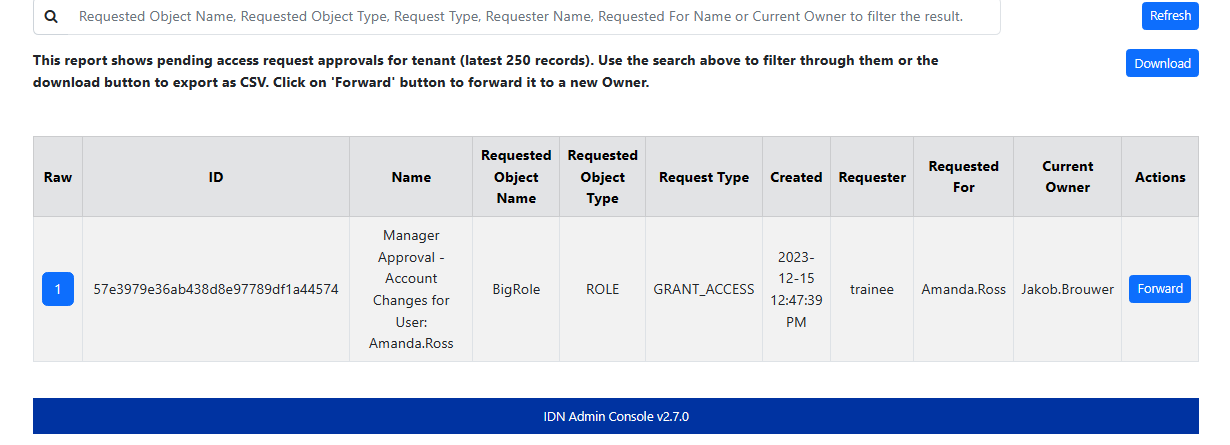 Requested Object Name, Requested Object Type, Request Type, Requester Name, Requested For Name or Current Owner to filter the result.
Refresh
This report shows pending access request approvals for tenant (latest 250 records). Use the search above to filter through them or the
download button to export as CSV. Click on 'Forward' button to forward it to a new Owner.
Download
Raw
ID
Name
Requested
Object
Name
Requested
Object
Type
Request Type
Created
Requester
Requested
For
Current
Owner
Actions
1
57e3979e36ab438d8e97789df1a44574
Manager
Approval -
Account
Changes for
User:
Amanda.Ross
BigRole
ROLE
GRANT_ACCESS
2023-
12-15
12:47:39
PM
trainee
Amanda.Ross
Jakob.Brouwer
Forward
IDN Admin Console v2.7.0